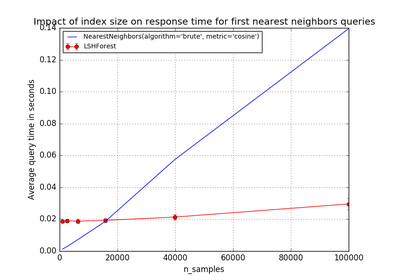 Impact of index size on response time for first nearest neighbors queries
NearestNeighbors(algorithm='brute', metric='cosine')
LSHForest
Average query time in seconds
0.14
0.12
0.10
0.08
0.06
0.04
0.02
0.00
0 20000 40000 60000 80000 100000
n_samples